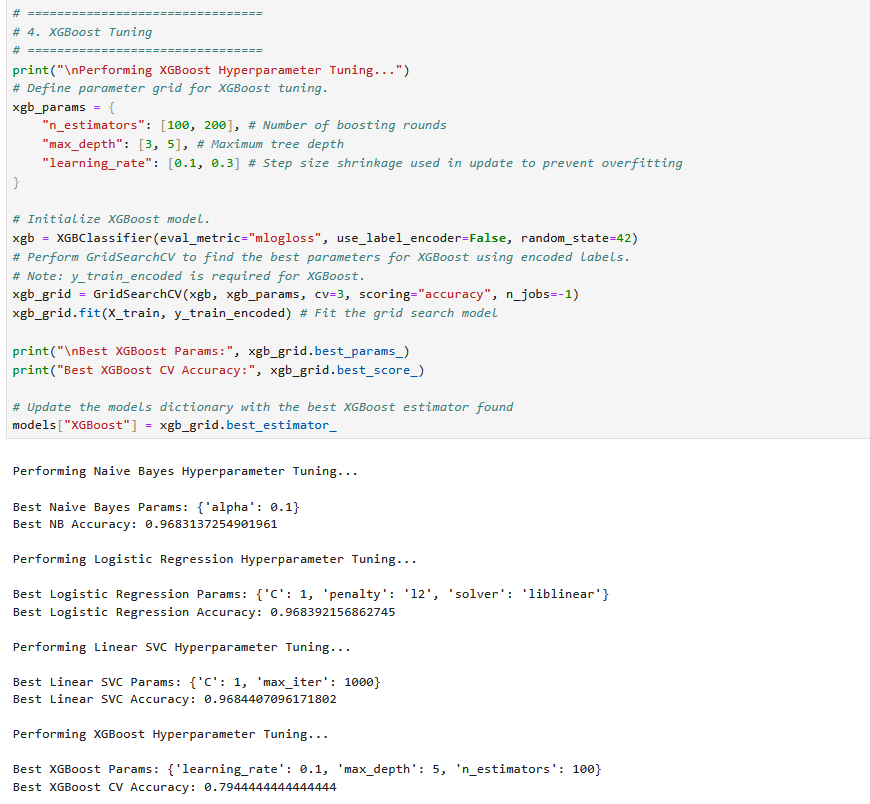 # ===============================
# 4. XGBoost Tuning
# ===============================
print("\nPerforming XGBoost Hyperparameter Tuning...")
# Define parameter grid for XGBoost tuning.
xgb_params = {
    "n_estimators": [100, 200], # Number of boosting rounds
    "max_depth": [3, 5], # Maximum tree depth
    "learning_rate": [0.1, 0.3] # Step size shrinkage used in update to prevent overfitting
}
# Initialize XGBoost model.
xgb = XGBClassifier(eval_metric="mlogloss", use_label_encoder=False, random_state=42)
# Perform GridSearchCV to find the best parameters for XGBoost using encoded labels.
# Note: y_train_encoded is required for XGBoost.
xgb_grid = GridSearchCV(xgb, xgb_params, cv=3, scoring="accuracy", n_jobs=-1)
xgb_grid.fit(X_train, y_train_encoded) # Fit the grid search model
print("\nBest XGBoost Params:", xgb_grid.best_params_)
print("Best XGBoost CV Accuracy:", xgb_grid.best_score_)
# Update the models dictionary with the best XGBoost estimator found
models["XGBoost"] = xgb_grid.best_estimator_
Performing Naive Bayes Hyperparameter Tuning...
Best Naive Bayes Params: {'alpha': 0.1}
Best NB Accuracy: 0.9683137254901961
Performing Logistic Regression Hyperparameter Tuning...
Best Logistic Regression Params: {'C': 1, 'penalty': 'l2', 'solver': 'liblinear'}
Best Logistic Regression Accuracy: 0.968392156862745
Performing Linear SVC Hyperparameter Tuning...
Best Linear SVC Params: {'C': 1, 'max_iter': 1000}
Best Linear SVC Accuracy: 0.9684407096171802
Performing XGBoost Hyperparameter Tuning...
Best XGBoost Params: {'learning_rate': 0.1, 'max_depth': 5, 'n_estimators': 100}
Best XGBoost CV Accuracy: 0.7944444444444444